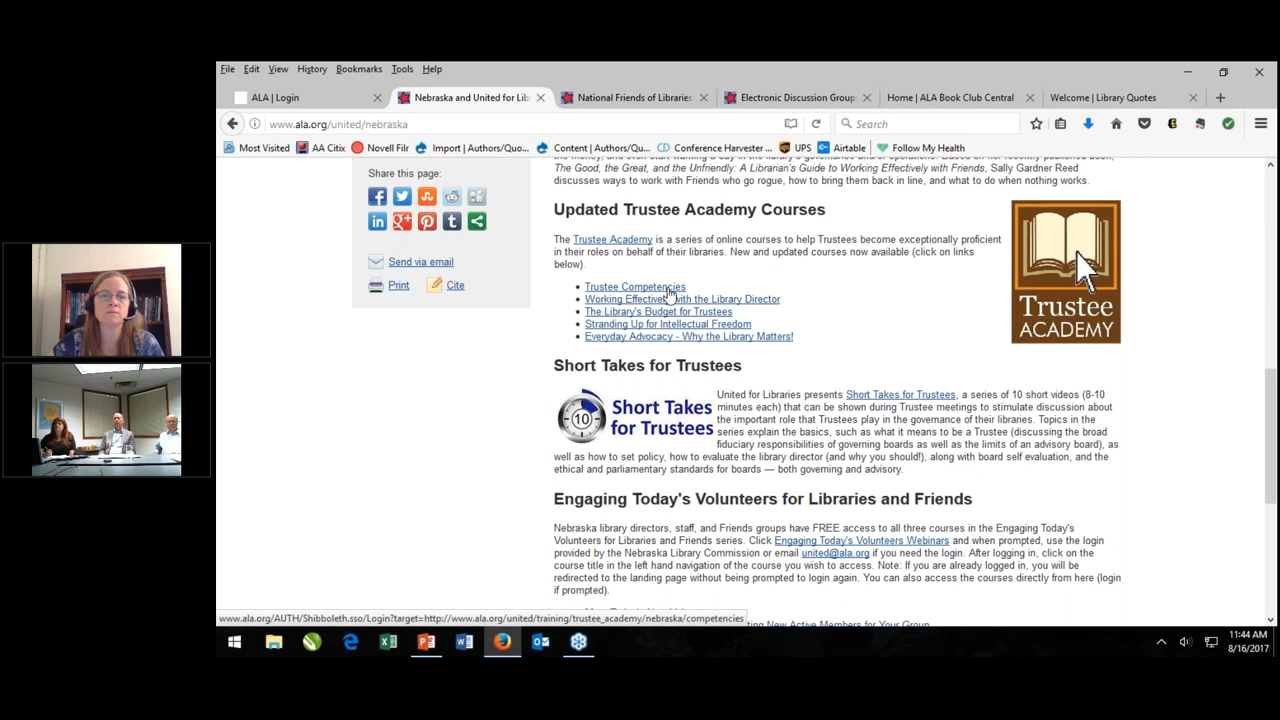 File Edit View History Bookmarks Tools Help
ALA | Login
Nebraska and United for Lib
National Friends of Libraries
Electronic Discussion Group
Home | ALA Book Club Central
Welcome | Library Quotes
www.ala.org/united/nebraska
Search
Most Visited AA Citix Novell Filr Import | Authors/Quo... Content | Authors/Quo... Conference Harvester ... UPS Airtable Follow My Health
Share this page:
Send via email
Print Cite
The Good, the Great, and the Unfriendly: A Librarian's Guide to Working Effectively with Friends, Sally Gardner Reed
discusses ways to work with Friends who go rogue, how to bring them back in line, and what to do when nothing works.
Updated Trustee Academy Courses
The Trustee Academy is a series of online courses to help Trustees become exceptionally proficient
in their roles on behalf of their libraries. New and updated courses now available (click on links
below).
• Trustee Competencies
• Working Effectively with the Library Director
• The Library's Budget for Trustees
• Stranding Up for Intellectual Freedom
• Everyday Advocacy - Why the Library Matters!
Trustee
ACADEMY
Short Takes for Trustees
10
Short Takes
for Trustees
United for Libraries presents Short Takes for Trustees, a series of 10 short videos (8-10
minutes each) that can be shown during Trustee meetings to stimulate discussion about
the important role that Trustees play in the governance of their libraries. Topics in the
series explain the basics, such as what it means to be a Trustee (discussing the broad
fiduciary responsibilities of governing boards as well as the limits of an advisory board), as
well as how to set policy, how to evaluate the library director (and why you should!), along with board self evaluation, and the
ethical and parliamentary standards for boards — both governing and advisory.
Engaging Today's Volunteers for Libraries and Friends
Nebraska library directors, staff, and Friends groups have FREE access to all three courses in the Engaging Today's
Volunteers for Libraries and Friends series. Click Engaging Today's Volunteers Webinars and when prompted, use the login
provided by the Nebraska Library Commission or email united@ala.org if you need the login. After logging in, click on the
course title in the left hand navigation of the course you wish to access. Note: If you are already logged in, you will be
redirected to the landing page without being prompted to login again. You can also access the courses directly from here (login
if prompted).
www.ala.org/AUTH/Shibboleth.sso/Login?target=http://www.ala.org/united/training/trustee_academy/nebraska/competencies
New Active Members for Your Group
11:44 AM
8/16/2017